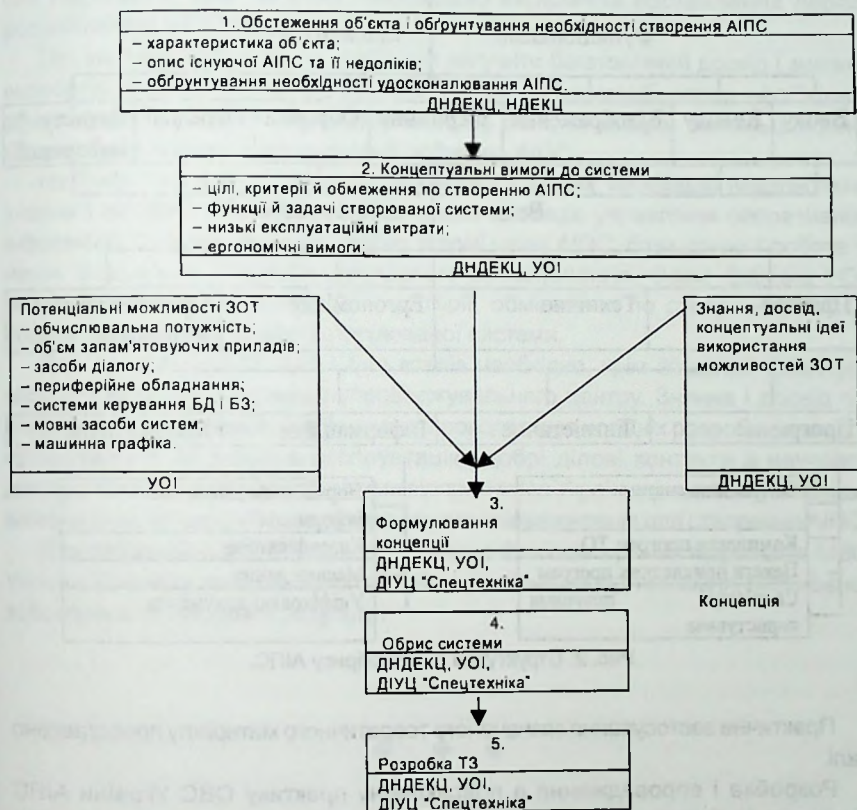 1. Обстеження об'єкта і обґрунтування необхідності створення АІПС
– характеристика об'єкта;
– опис існуючої АІПС та її недоліків;
– обґрунтування необхідності удосконалювання АІПС.
ДНДЕКЦ, НДЕКЦ
2. Концептуальні вимоги до системи
– цілі, критерії й обмеження по створенню АІПС;
– функції й задачі створюваної системи;
– низькі експлуатаційні витрати;
– ергономічні вимоги;
ДНДЕКЦ, УОІ
Потенціальні можливості ЗОТ
– обчислювальна потужність;
– об'єм запам'ятовуючих приладів;
– засоби діалогу;
– периферійне обладнання;
– системи керування БД і БЗ;
– мовні засоби систем;
– машинна графіка.
УОІ
Знання, досвід,
концептуальні ідеї
використання
можливостей ЗОТ
ДНДЕКЦ, УОІ
3.
Формулювання
концепції
ДНДЕКЦ, УОІ,
ДІУЦ "Спецтехніка"
Концепція
4.
Обрис системи
ДНДЕКЦ, УОІ,
ДІУЦ "Спецтехніка"
5.
Розробка ТЗ
ДНДЕКЦ, УОІ,
ДІУЦ "Спецтехніка"